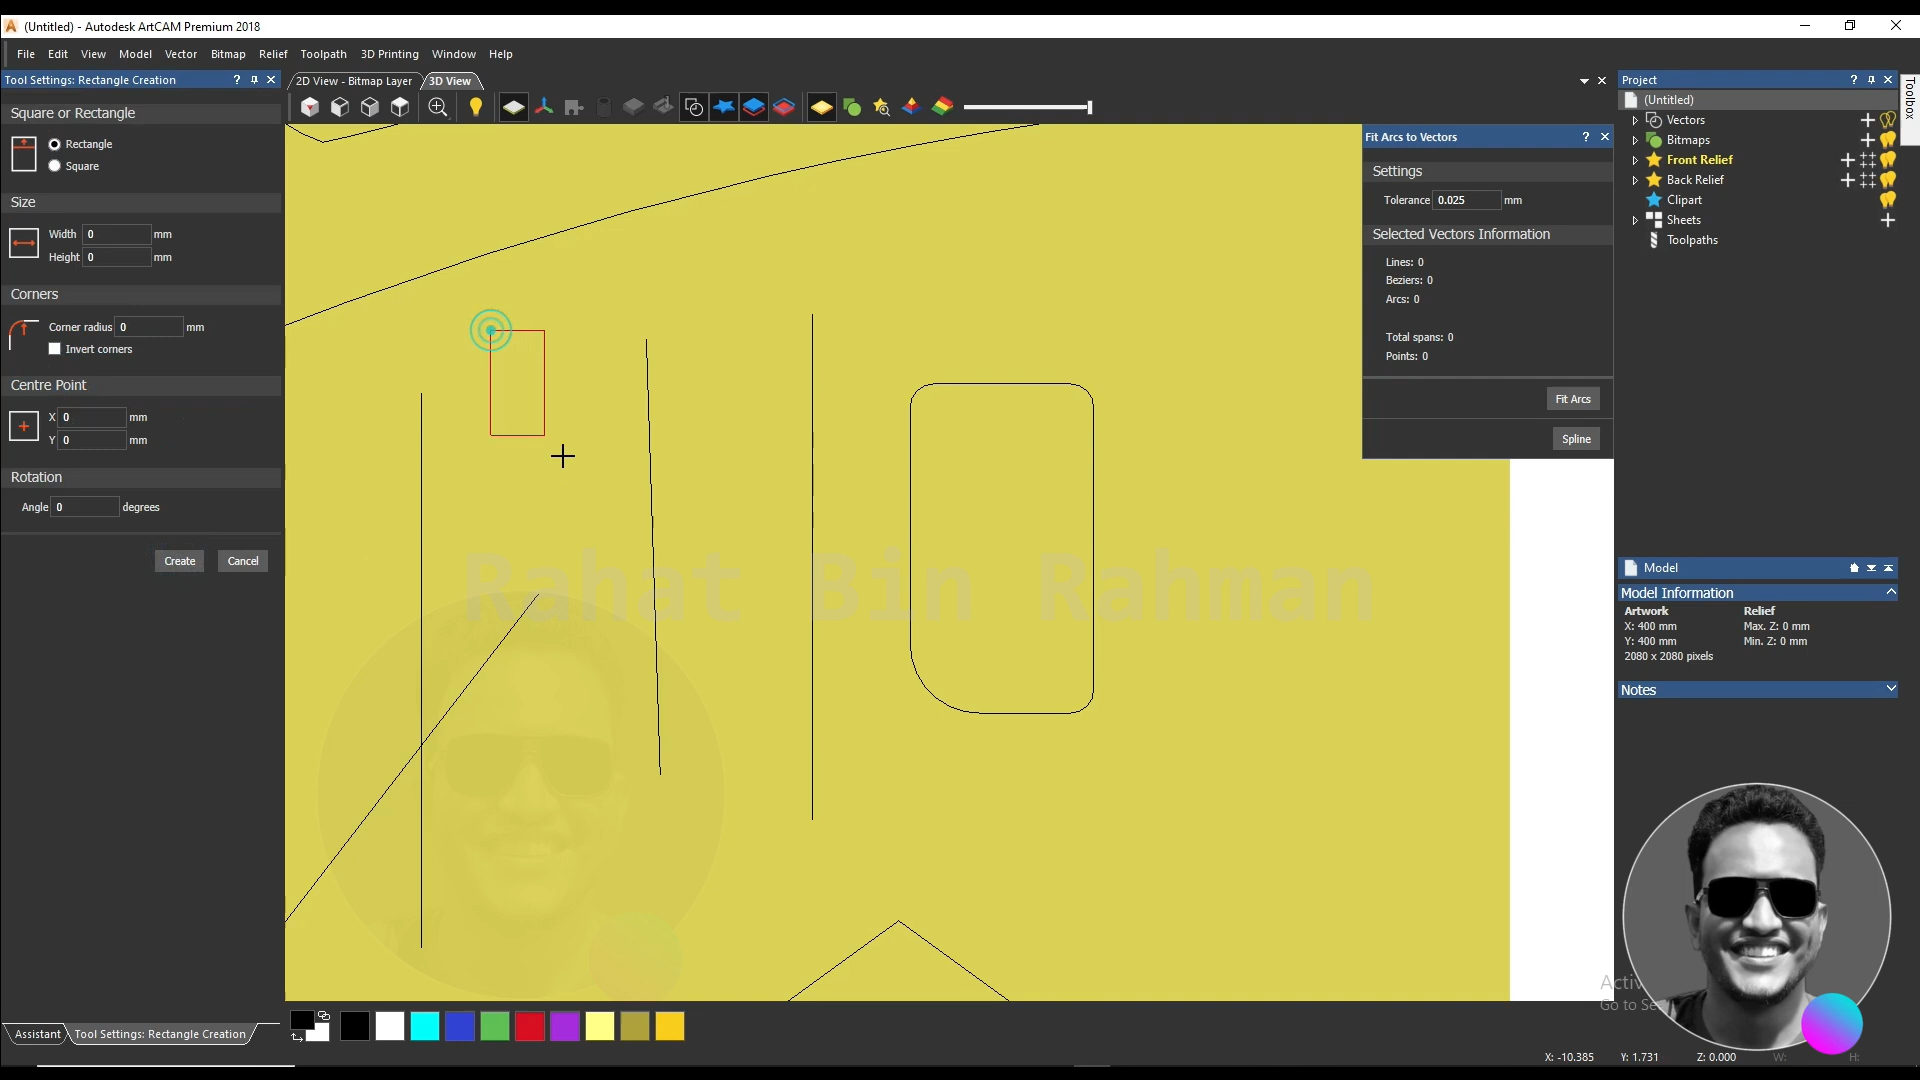 (Untitled) - Autodesk ArtCAM Premium 2018
File Edit View Model Vector Bitmap Relief Toolpath 3D Printing Window Help
Tool Settings: Rectangle Creation
2D View - Bitmap Layer 3D View
Square or Rectangle
Rectangle
Square
Size
Width 0 mm
Height 0 mm
Corners
Corner radius 0 mm
Invert corners
Centre Point
X 0 mm
Y 0 mm
Rotation
Angle 0 degrees
Create Cancel
Assistant Tool Settings: Rectangle Creation
Rahat Bin Rahman
Fit Arcs to Vectors
Settings
Tolerance 0.025 mm
Selected Vectors Information
Lines: 0
Beziers: 0
Arcs: 0
Total spans: 0
Points: 0
Fit Arcs
Spline
Project
(Untitled)
Vectors
Bitmaps
Front Relief
Back Relief
Clipart
Sheets
Toolpaths
Toolbox
Model
Model Information
Artwork Relief
X: 400 mm Max. Z: 0 mm
Y: 400 mm Min. Z: 0 mm
2080 x 2080 pixels
Notes
Go to
X: -10.385 Y: 1.731 Z: 0.000 W: H: